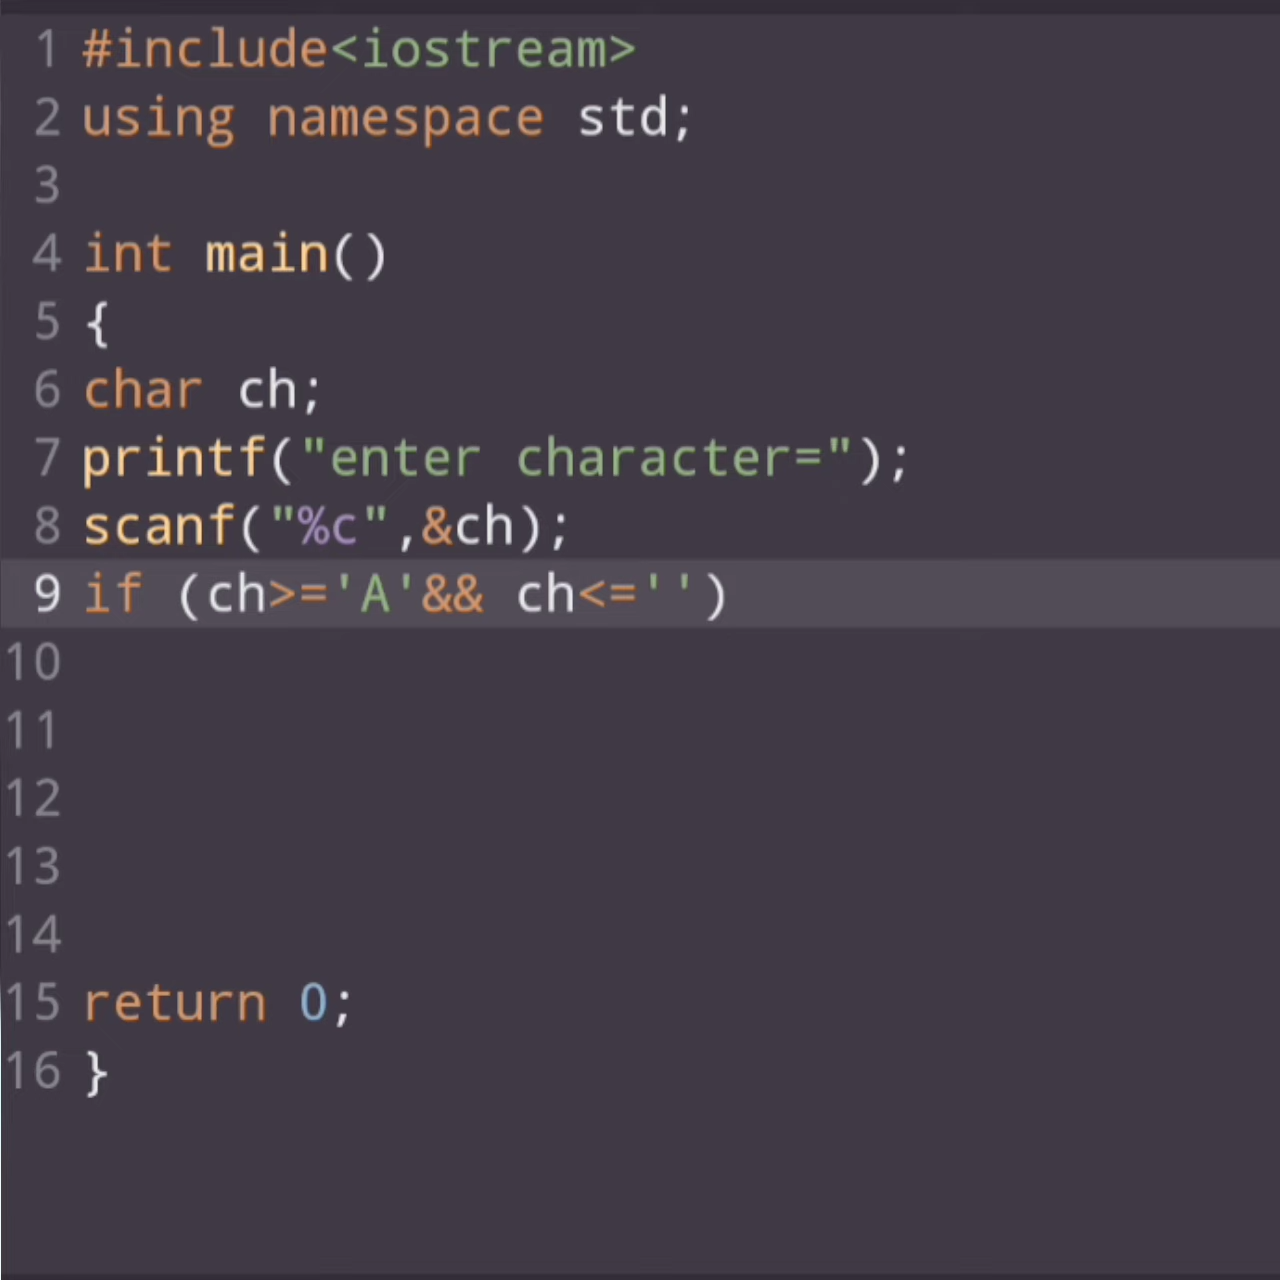 1 #include<iostream>
2 using namespace std;
3
4 int main()
5 {
6 char ch;
7 printf("enter character=");
8 scanf("%c",&ch);
9 if (ch>='A'&& ch<='')
10
11
12
13
14
15 return 0;
16 }